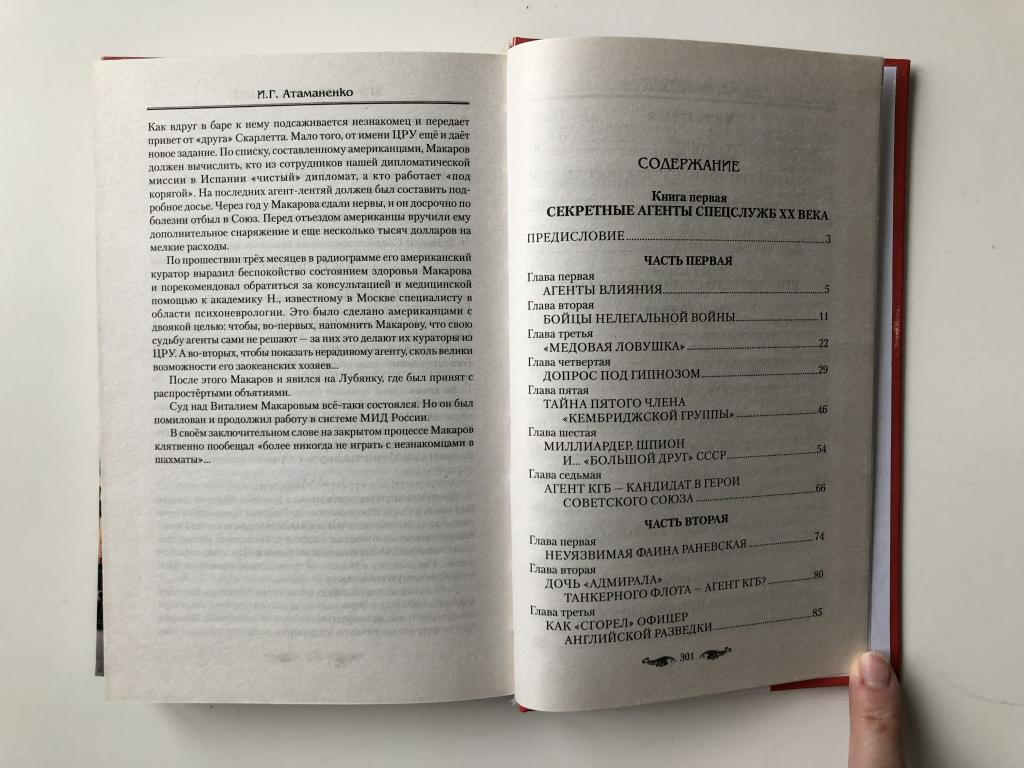 И.Г. Атаманенко
Как вдруг в баре к нему подсаживается незнакомец и передает
привет от «друга» Скарлетта. Мало того, от имени ЦРУ ещё и даёт
новое задание. По списку, составленному американцами, Макаров
должен вычислить, кто из сотрудников нашей дипломатической
миссии в Испании «чистый» дипломат, а кто работает «под
корягой». На последних агент-лентяй должен был составить под-
робное досье. Через год у Макарова сдали нервы, и он досрочно по
болезни отбыл в Союз. Перед отъездом американцы вручили ему
дополнительное снаряжение и еще несколько тысяч долларов на
мелкие расходы.
По прошествии трёх месяцев в радиограмме его американский
куратор выразил беспокойство состоянием здоровья Макарова
и порекомендовал обратиться за консультацией и медицинской
помощью к академику Н., известному в Москве специалисту в
области психоневрологии. Это было сделано американцами с
двоякой целью: чтобы, во-первых, напомнить Макарову, что свою
судьбу агенты сами не решают — за них это делают их кураторы из
ЦРУ. А во-вторых, чтобы показать нерадивому агенту, сколь велики
возможности его заокеанских хозяев...
После этого Макаров и явился на Лубянку, где был принят с
распростёртыми объятиями.
Суд над Виталием Макаровым всё-таки состоялся. Но он был
помилован и продолжил работу в системе МИД России.
В своём заключительном слове на закрытом процессе Макаров
клятвенно пообещал «более никогда не играть с незнакомцами в
шахматы»...
СОДЕРЖАНИЕ
Книга первая
СЕКРЕТНЫЕ АГЕНТЫ СПЕЦСЛУЖБ ХХ ВЕКА
ПРЕДИСЛОВИЕ 3
ЧАСТЬ ПЕРВАЯ
Глава первая
АГЕНТЫ ВЛИЯНИЯ 5
Глава вторая
БОЙЦЫ НЕЛЕГАЛЬНОЙ ВОЙНЫ 11
Глава третья
«МЕДОВАЯ ЛОВУШКА» 22
Глава четвертая
ДОПРОС ПОД ГИПНОЗОМ 29
Глава пятая
ТАЙНА ПЯТОГО ЧЛЕНА
«КЕМБРИДЖСКОЙ ГРУППЫ» 46
Глава шестая
МИЛЛИАРДЕР, ШПИОН
И... «БОЛЬШОЙ ДРУГ» СССР 54
Глава седьмая
АГЕНТ КГБ — КАНДИДАТ В ГЕРОИ
СОВЕТСКОГО СОЮЗА 66
ЧАСТЬ ВТОРАЯ
Глава первая
НЕУЯЗВИМАЯ ФАИНА РАНЕВСКАЯ 74
Глава вторая
ДОЧЬ «АДМИРАЛА»
ТАНКЕРНОГО ФЛОТА — АГЕНТ КГБ? 80
Глава третья
КАК «СГОРЕЛ» ОФИЦЕР
АНГЛИЙСКОЙ РАЗВЕДКИ 85
301